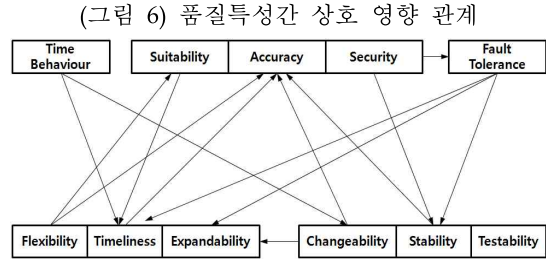 (그림 6) 품질특성간 상호 영향 관계
Time
Behaviour
Suitability
Accuracy
Security
Fault
Tolerance
Flexibility
Timeliness
Expandability
Changeability
Stability
Testability